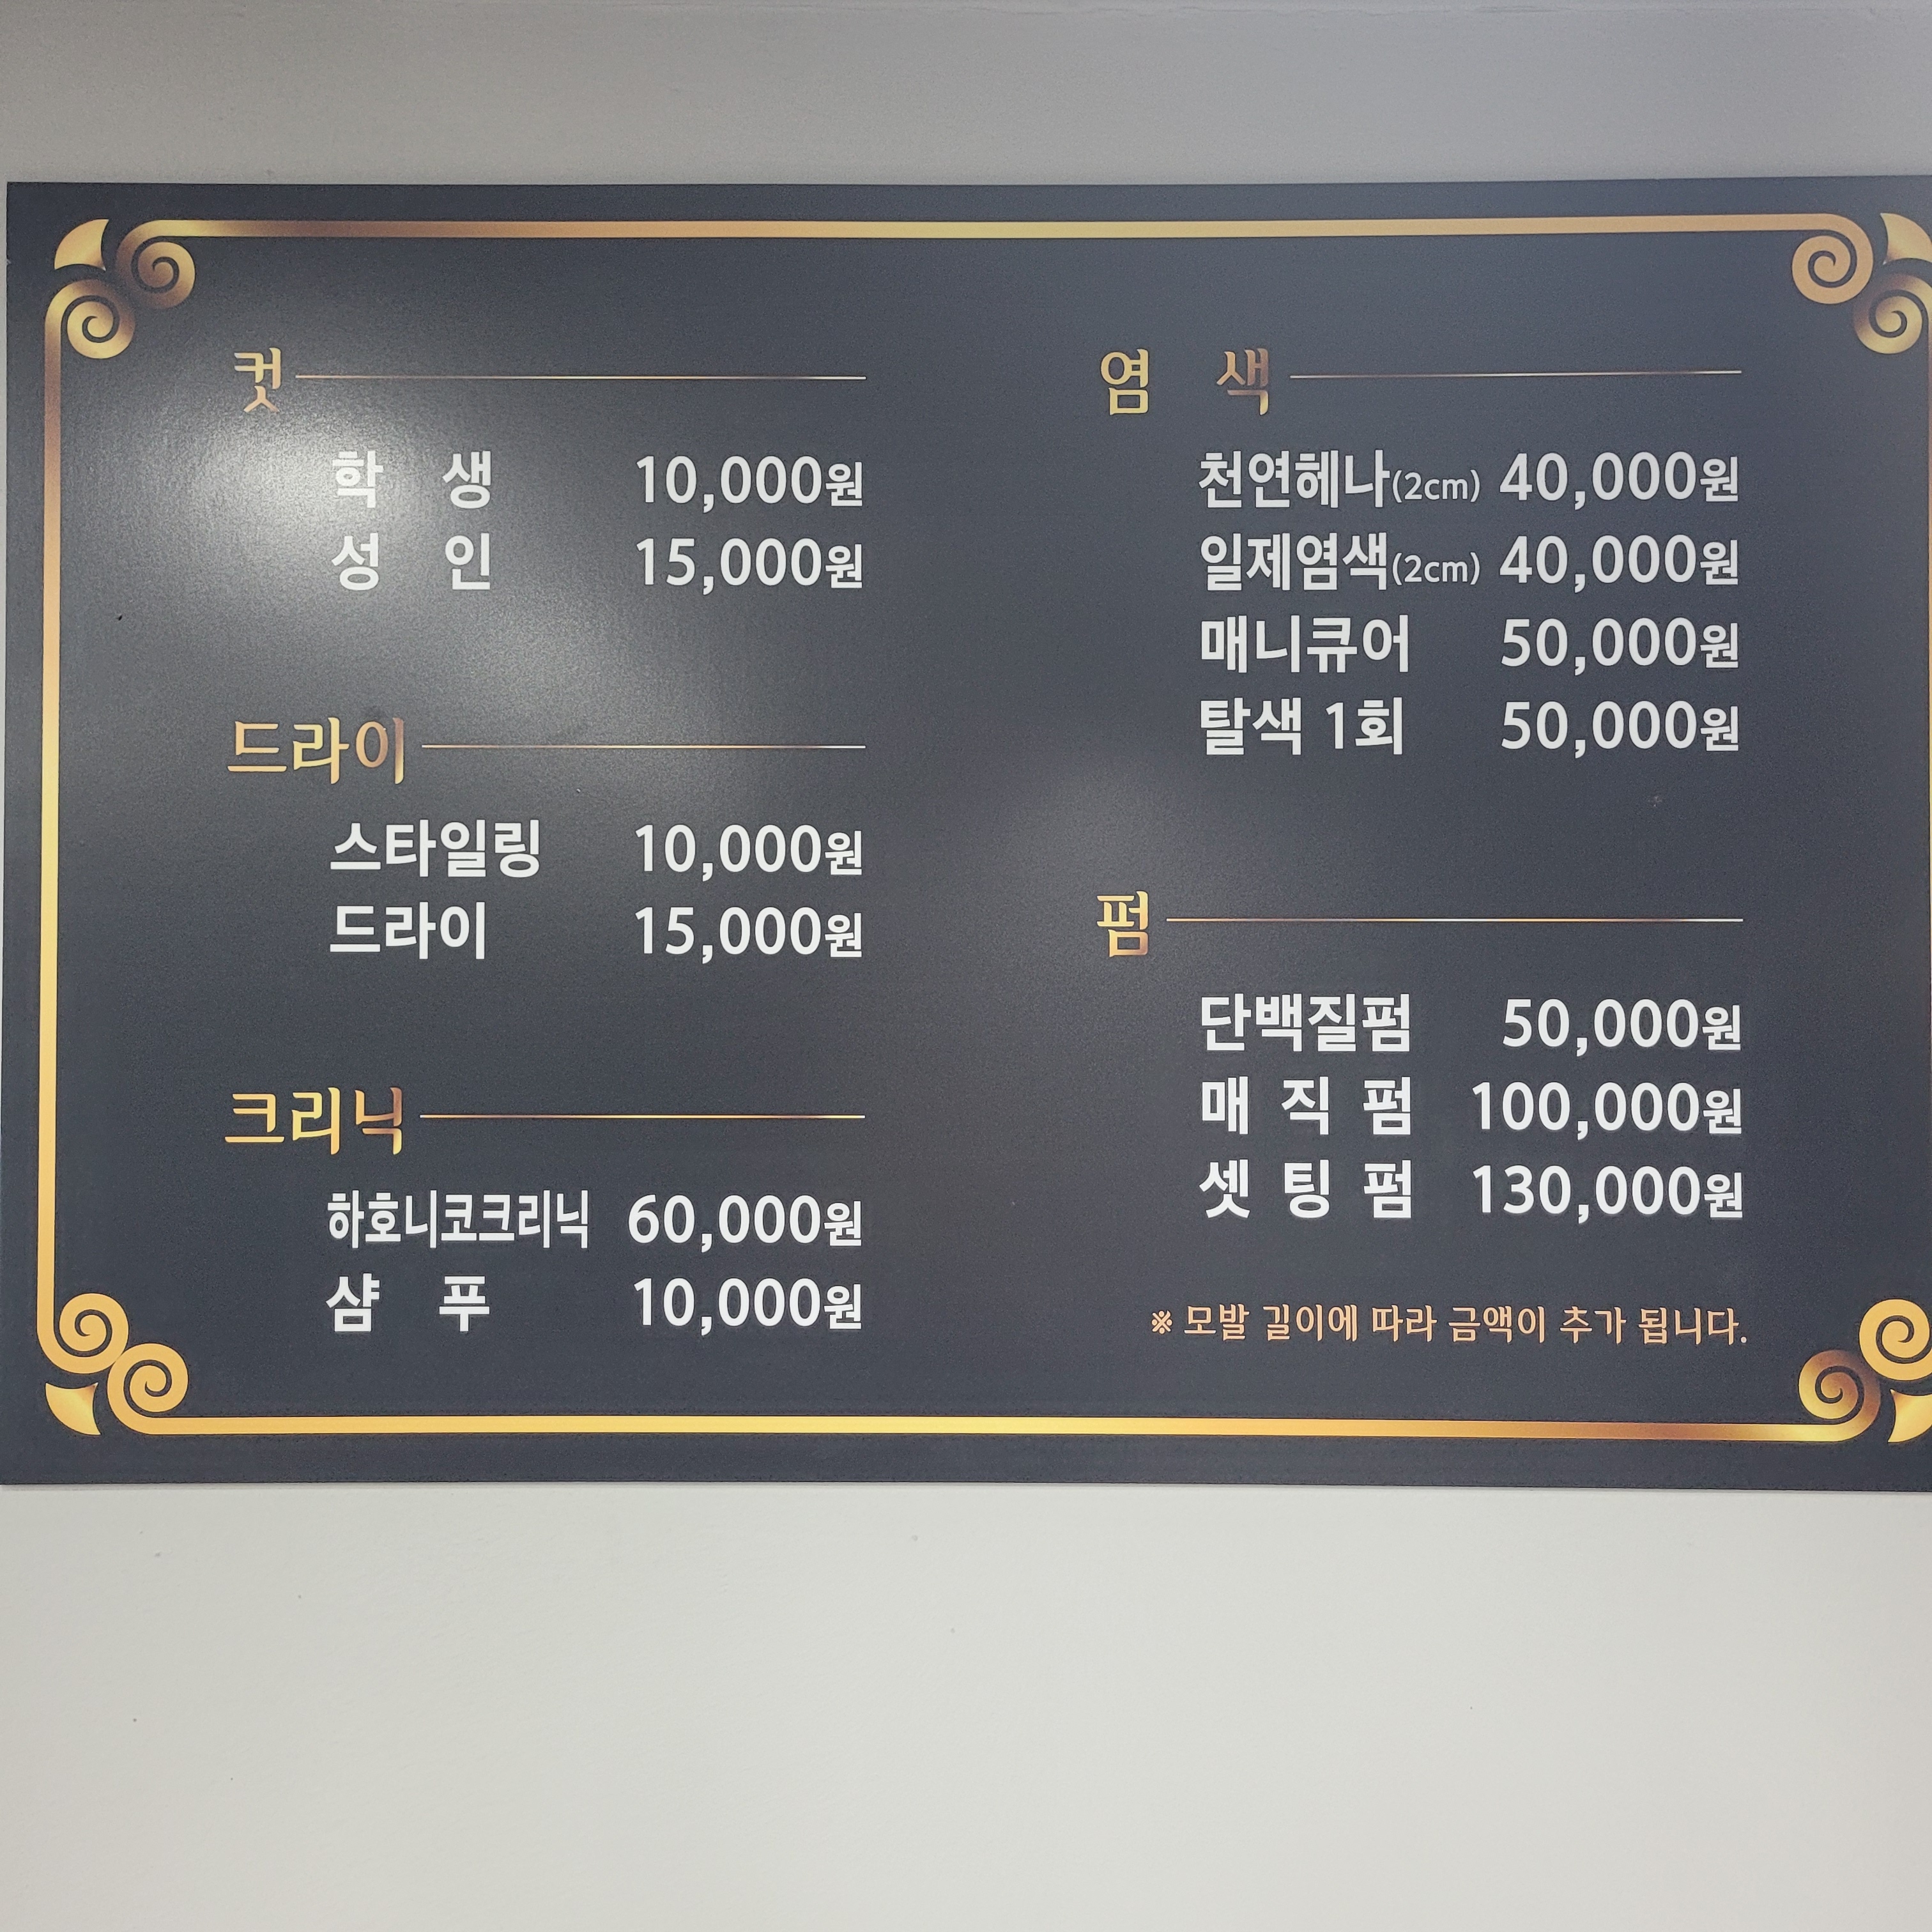 컷
학 생 10,000원
성 인 15,000원
드라이
스타일링 10,000원
드라이 15,000원
크리닉
하호니코크리닉 60,000원
샴 푸 10,000원
염 색
천연헤나(2cm) 40,000원
일제염색(2cm) 40,000원
매니큐어 50,000원
탈색 1회 50,000원
펌
단백질펌 50,000원
매 직 펌 100,000원
셋 팅 펌 130,000원
※ 모발 길이에 따라 금액이 추가 됩니다.